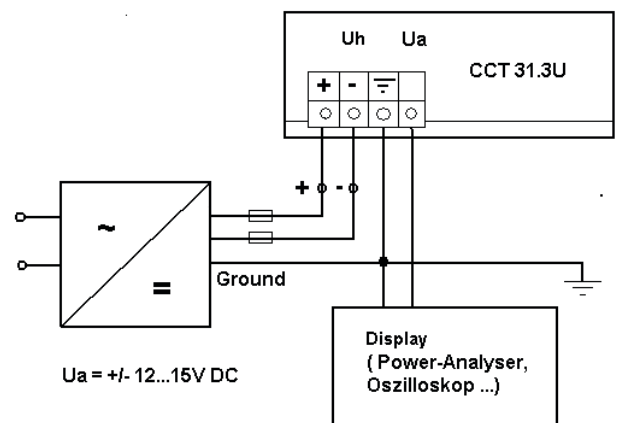 Uh Ua
CCT 31.3U
+ -
+ -
~
=
Ground
Display
( Power-Analyser,
Oszilloskop ...)
Ua = +/- 12...15V DC